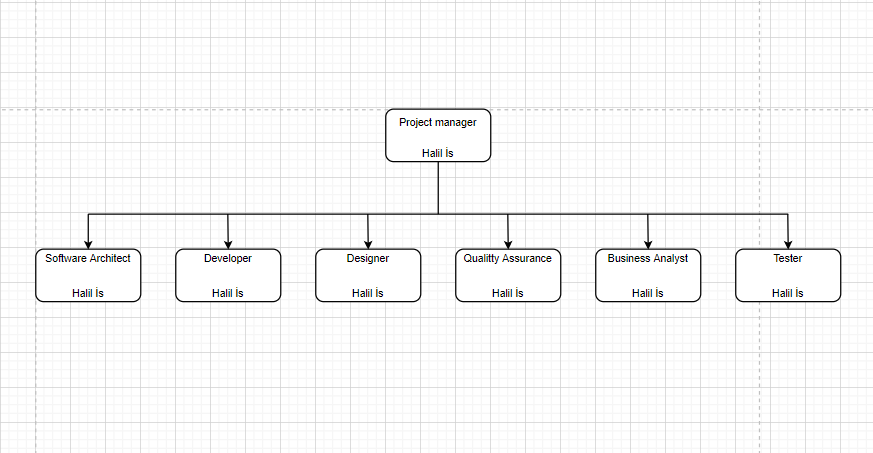 Project manager
Halil İs
Software Architect
Halil İs
Developer
Halil İs
Designer
Halil İs
Qualitty Assurance
Halil İs
Business Analyst
Halil İs
Tester
Halil İs